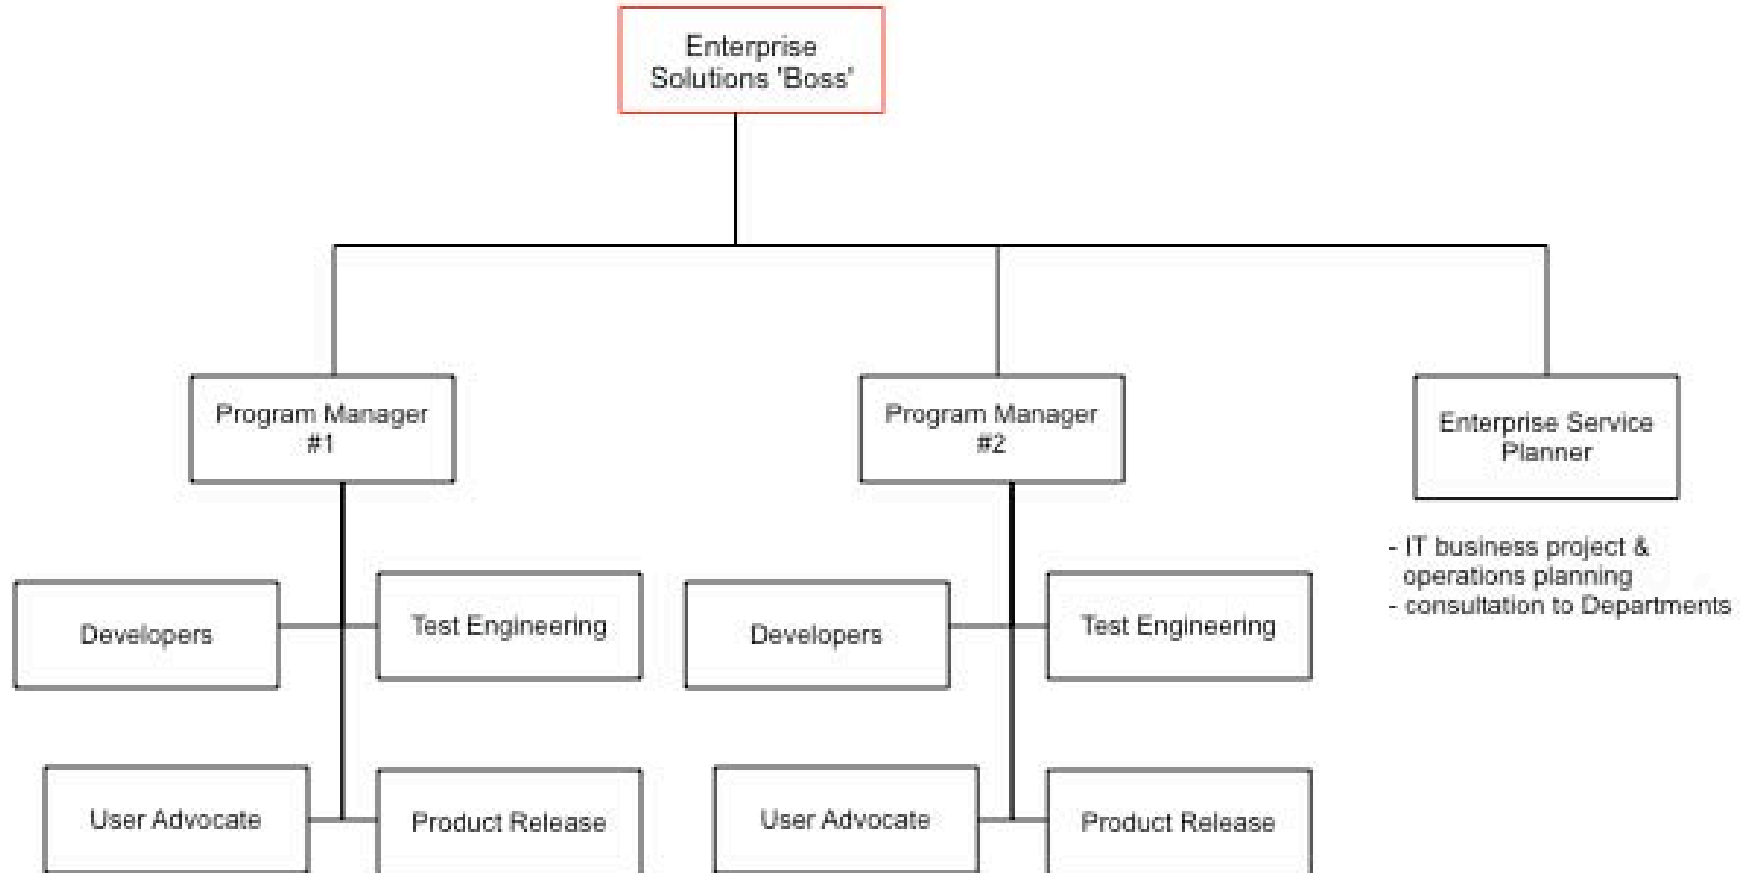 Enterprise
Solutions 'Boss'
Program Manager
#1
Program Manager
#2
Enterprise Service
Planner
- IT business project &
operations planning
- consultation to Departments
Developers
Test Engineering
Developers
Test Engineering
User Advocate
Product Release
User Advocate
Product Release